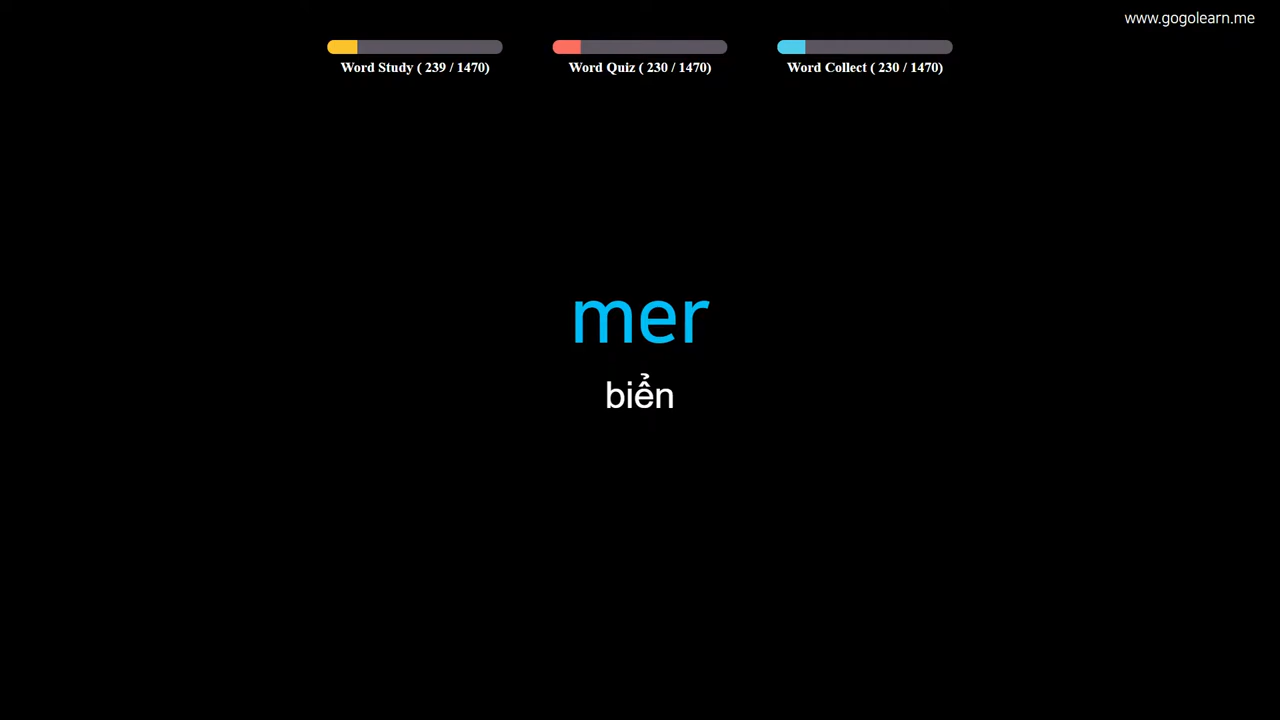 www.gogolearn.me
Word Study ( 239 / 1470)
Word Quiz ( 230 / 1470)
Word Collect ( 230 / 1470)
mer
biển